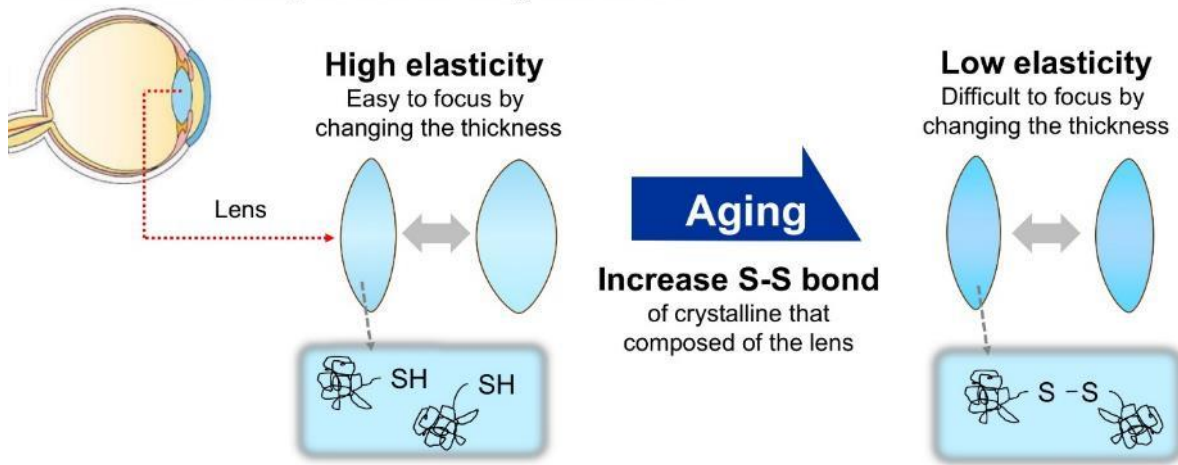 High elasticity
Easy to focus by
changing the thickness
Lens
SH
SH
Aging
Increase S-S bond
of crystalline that
composed of the lens
Low elasticity
Difficult to focus by
changing the thickness
S - S